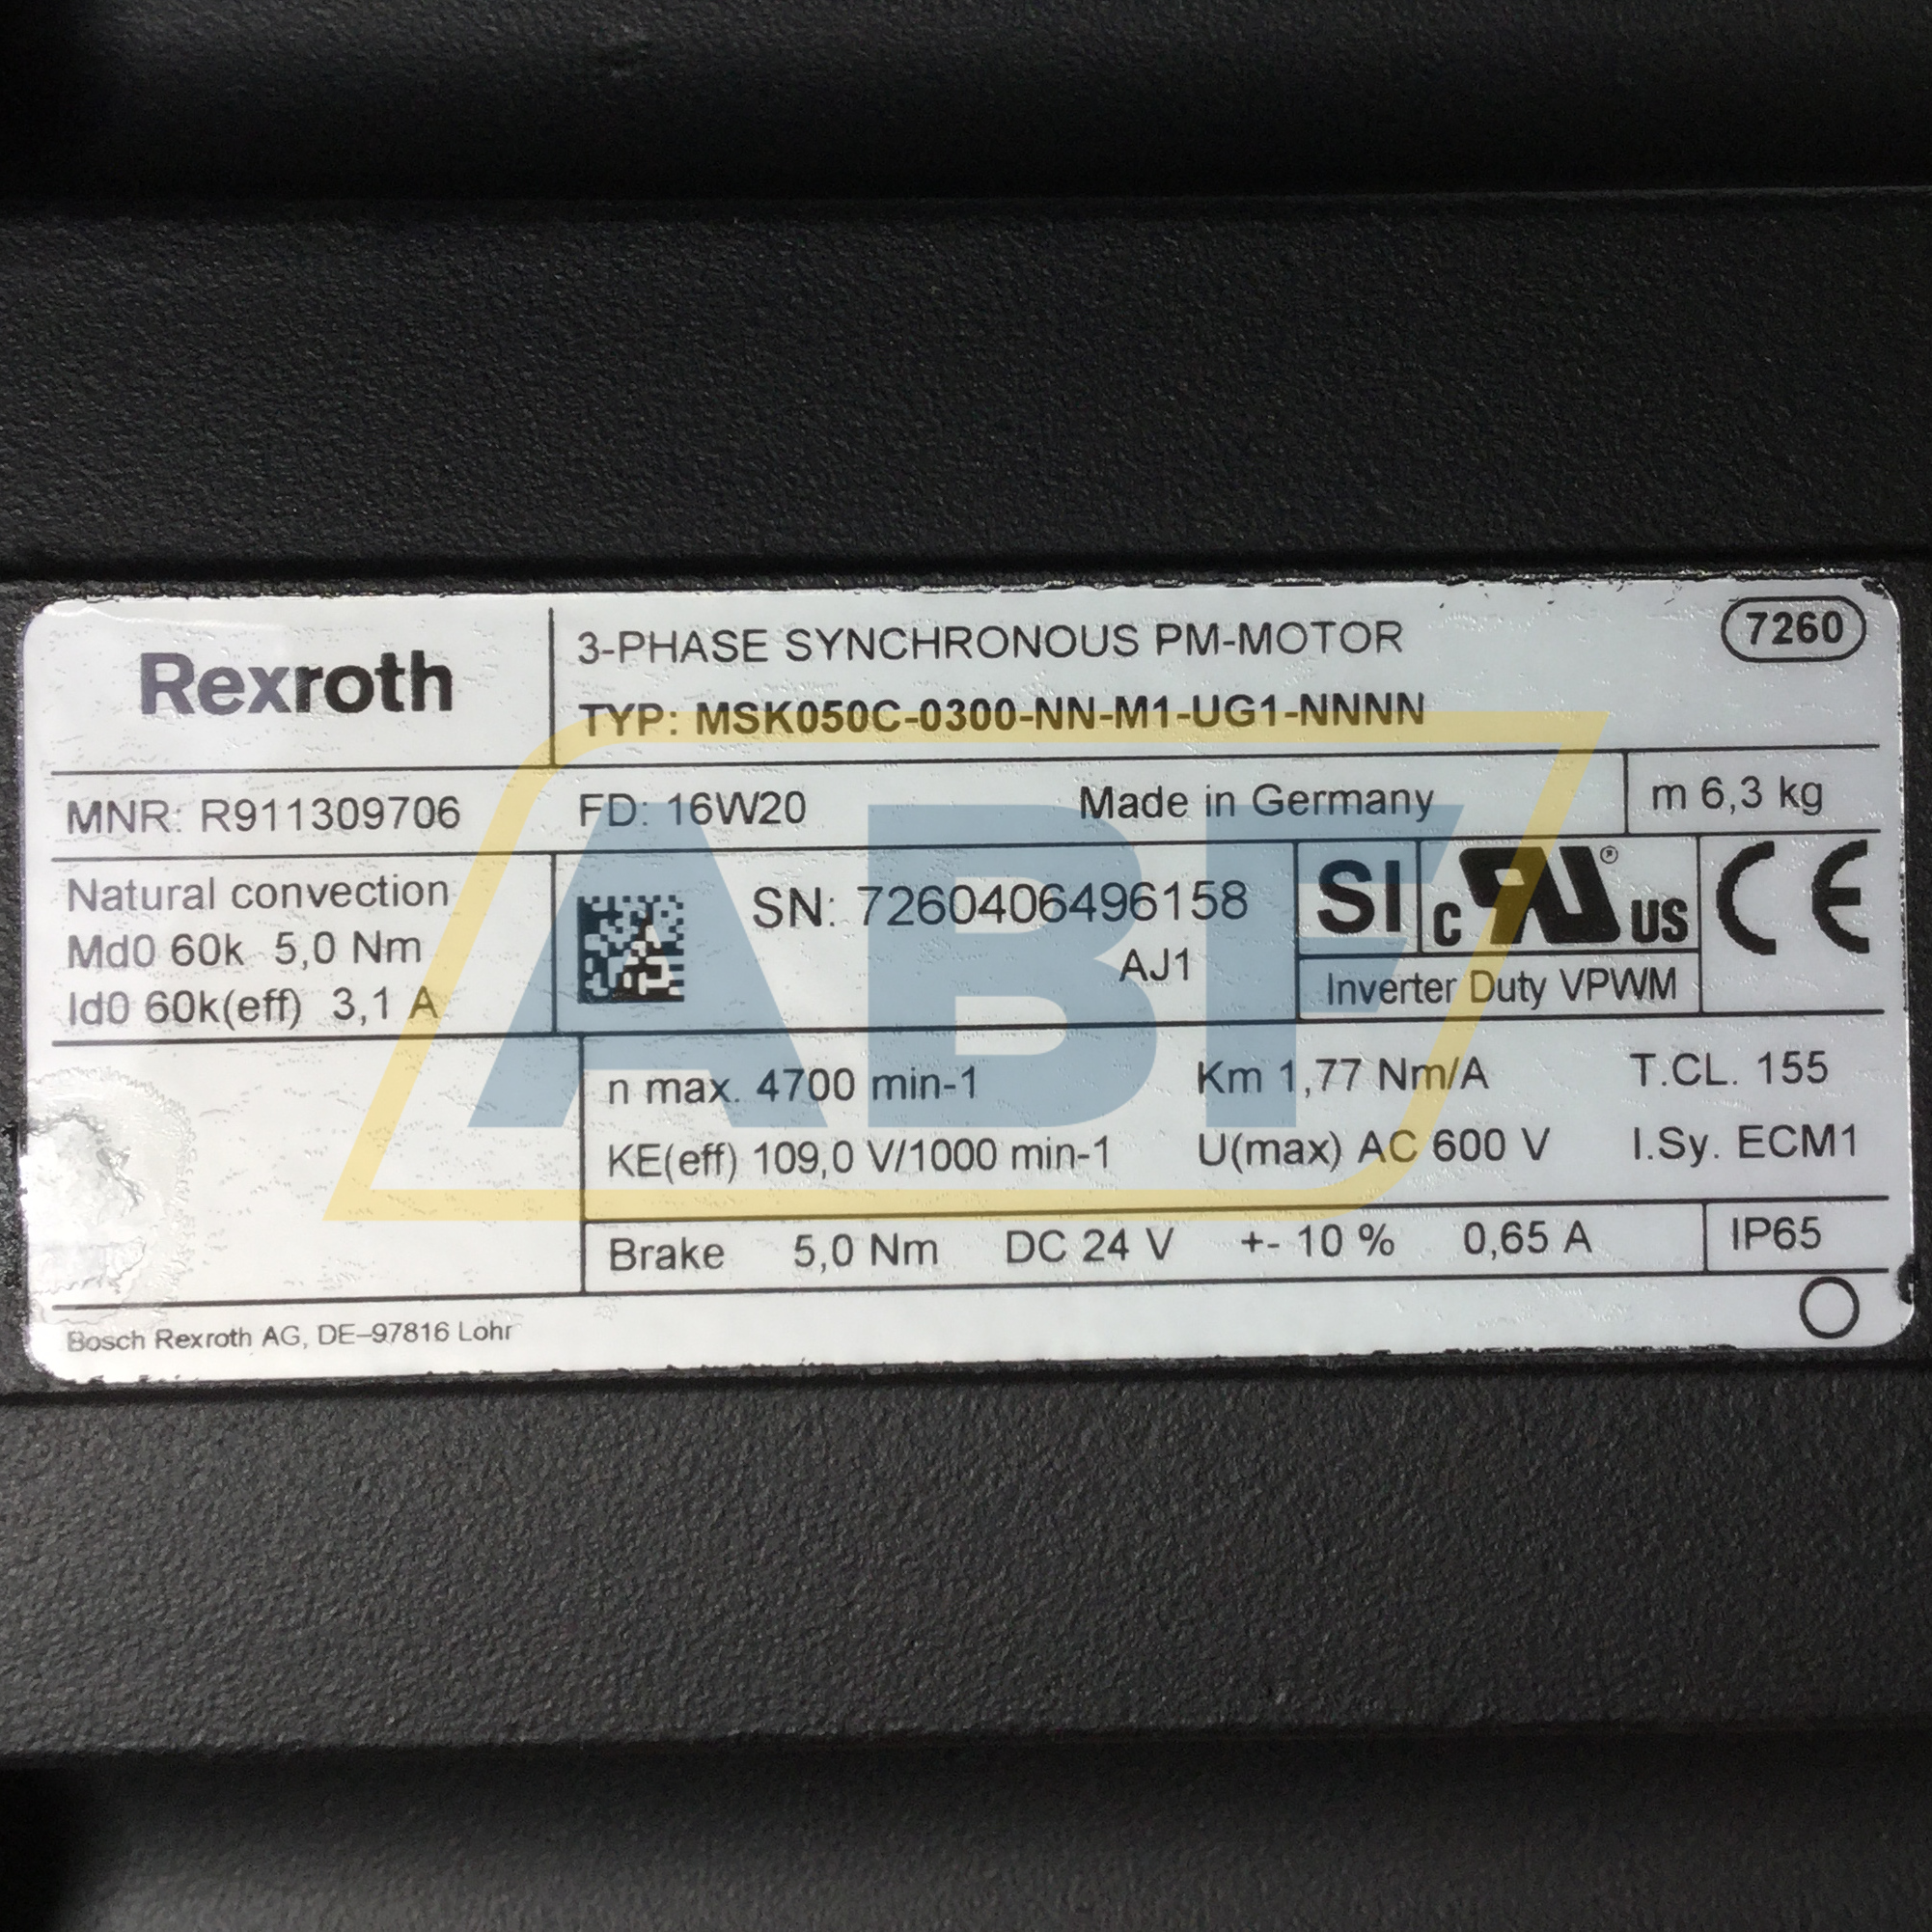 Rexroth
3-PHASE SYNCHRONOUS PM-MOTOR
7260
TYP: MSK050C-0300-NN-M1-UG1-NNNN
MNR: R911309706
FD: 16W20
Made in Germany
m 6,3 kg
Natural convection
Md0 60k 5,0 Nm
Id0 60k(eff) 3,1 A
SN: 7260406496158
AJ1
SI
c RU ® US
CE
Inverter Duty VPWM
n max. 4700 min-1
Km 1,77 Nm/A
T.CL. 155
KE(eff) 109,0 V/1000 min-1
U(max) AC 600 V
I.Sy. ECM1
Brake 5,0 Nm DC 24 V +- 10 % 0,65 A
IP65
Bosch Rexroth AG, DE-97816 Lohr
ABF